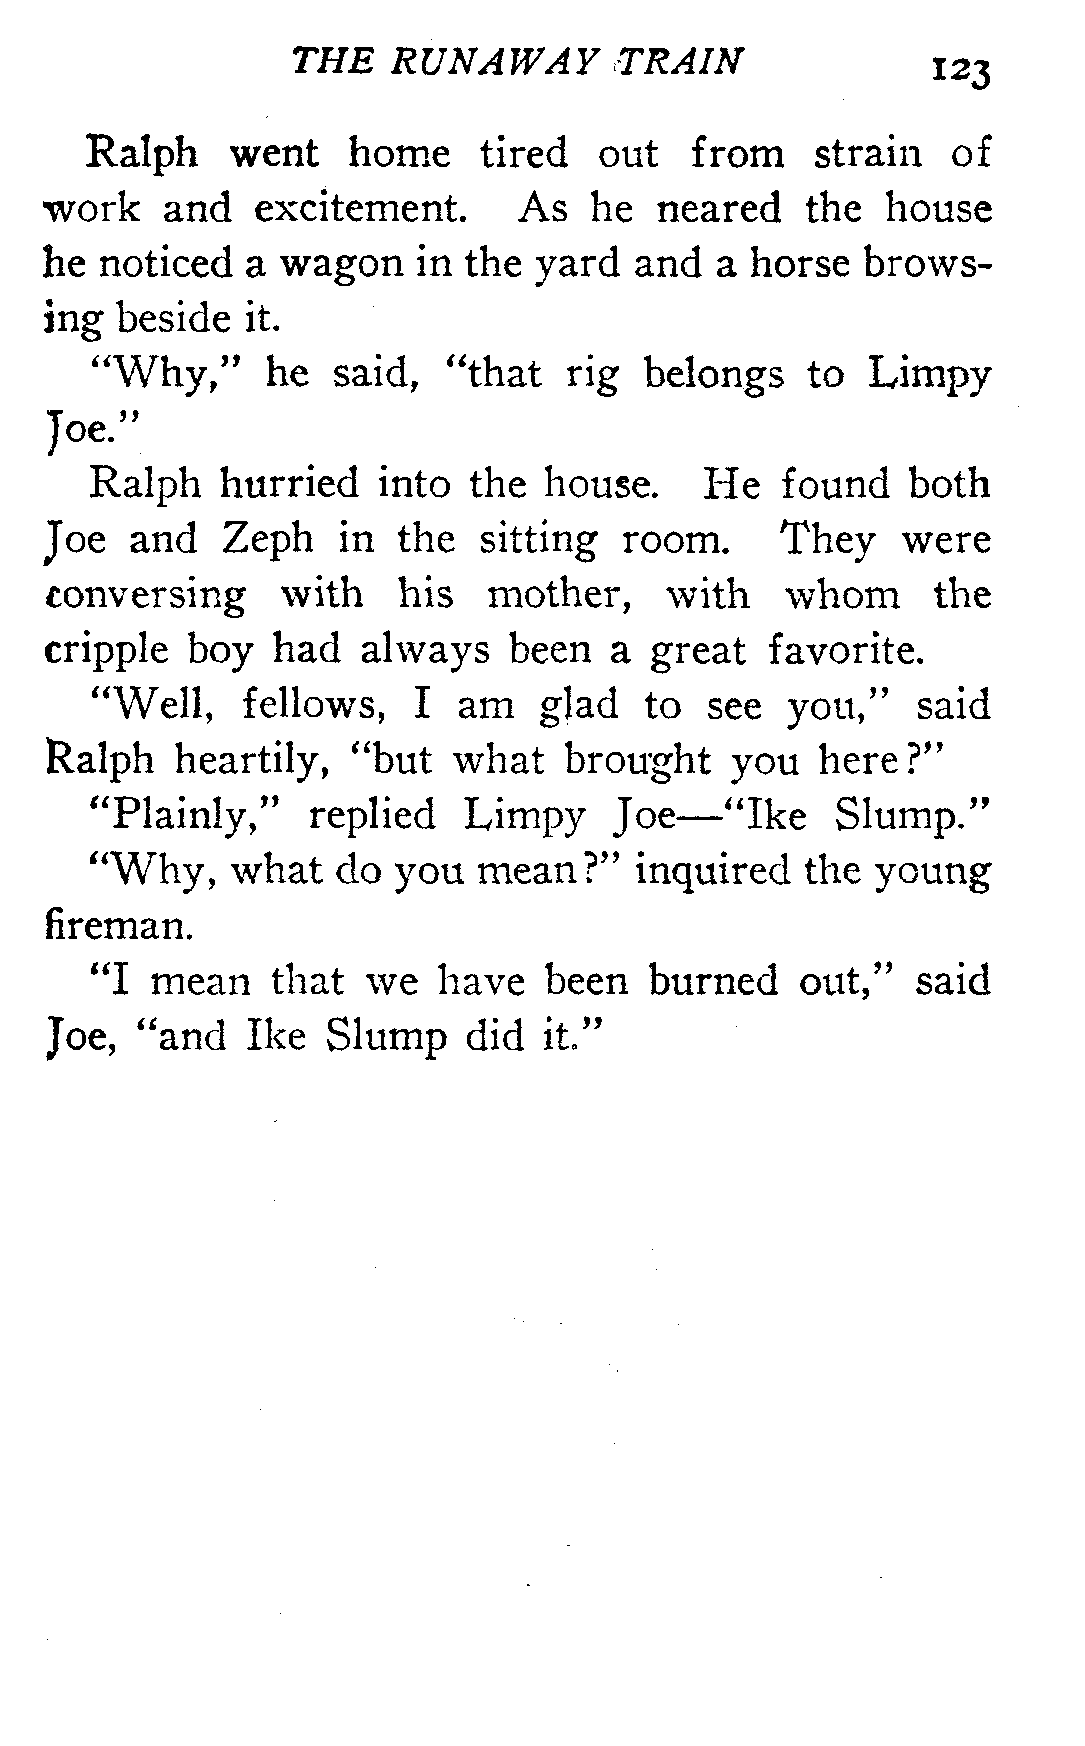 THE RUNAWAY TRAIN 123
Ralph went home tired out from strain of
work and excitement. As he neared the house
he noticed a wagon in the yard and a horse brows-
ing beside it.
"Why," he said, "that rig belongs to Limpy
Joe."
Ralph hurried into the house. He found both
Joe and Zeph in the sitting room. They were
conversing with his mother, with whom the
cripple boy had always been a great favorite.
"Well, fellows, I am glad to see you," said
Ralph heartily, "but what brought you here?"
"Plainly," replied Limpy Joe—"Ike Slump."
"Why, what do you mean?" inquired the young
fireman.
"I mean that we have been burned out," said
Joe, "and Ike Slump did it."